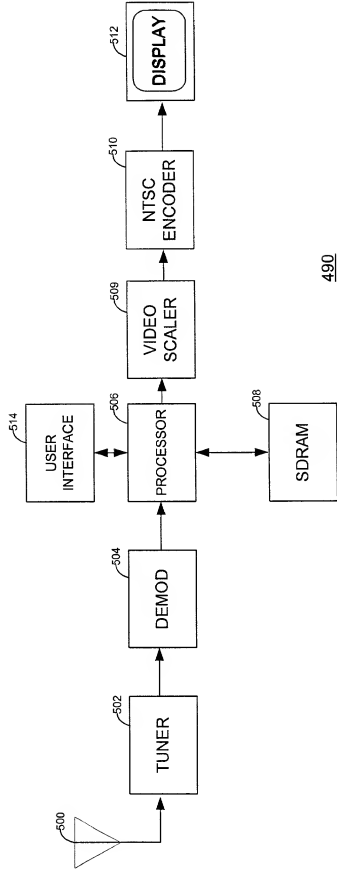 500
502
TUNER
504
DEMOD
514
USER
INTERFACE
506
PROCESSOR
508
SDRAM
509
VIDEO
SCALER
510
NTSC
ENCODER
512
DISPLAY
490